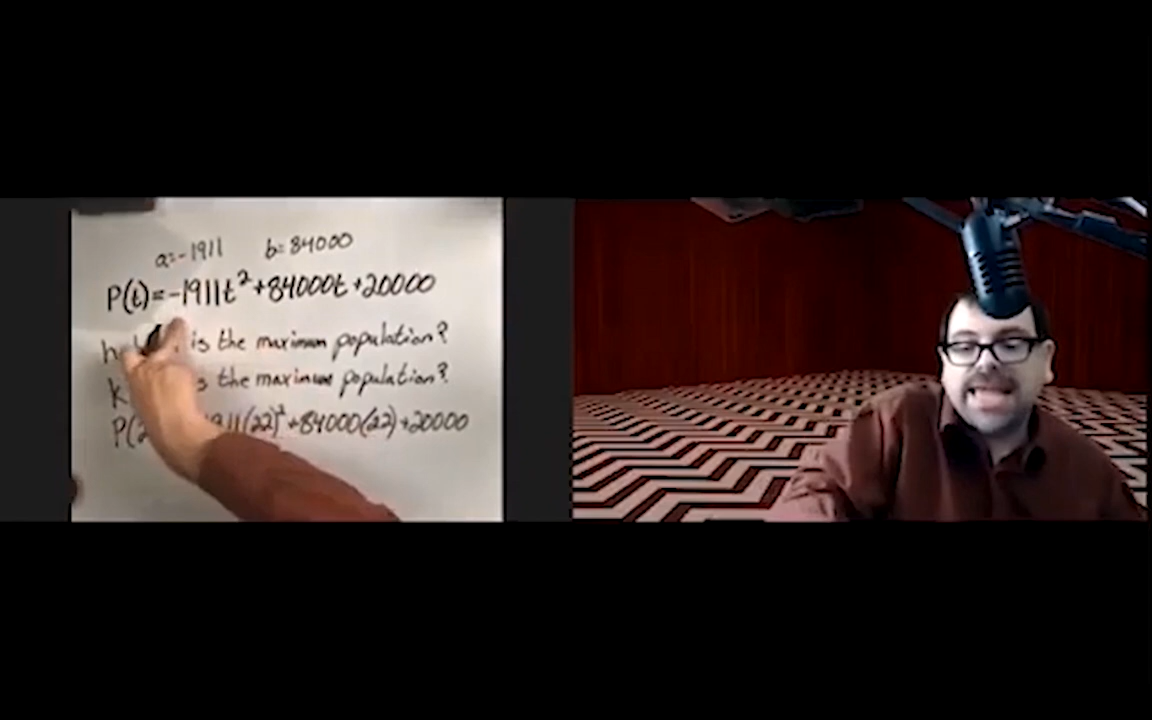 a=-1911 b=84000
P(t)=-1911t²+84000t+20000
h is the maximum population?
k the maximum population?
P(2 911(22)²+84000(22)+20000